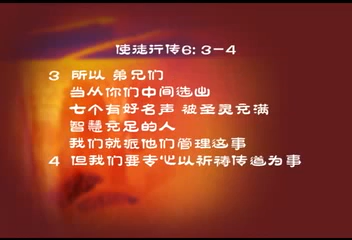 使徒行传6: 3-4
3 所以 弟兄们
当从你们中间选出
七个有好名声 被圣灵充满
智慧充足的人
我们就派他们管理这事
4 但我们要专心以祈祷传道为事